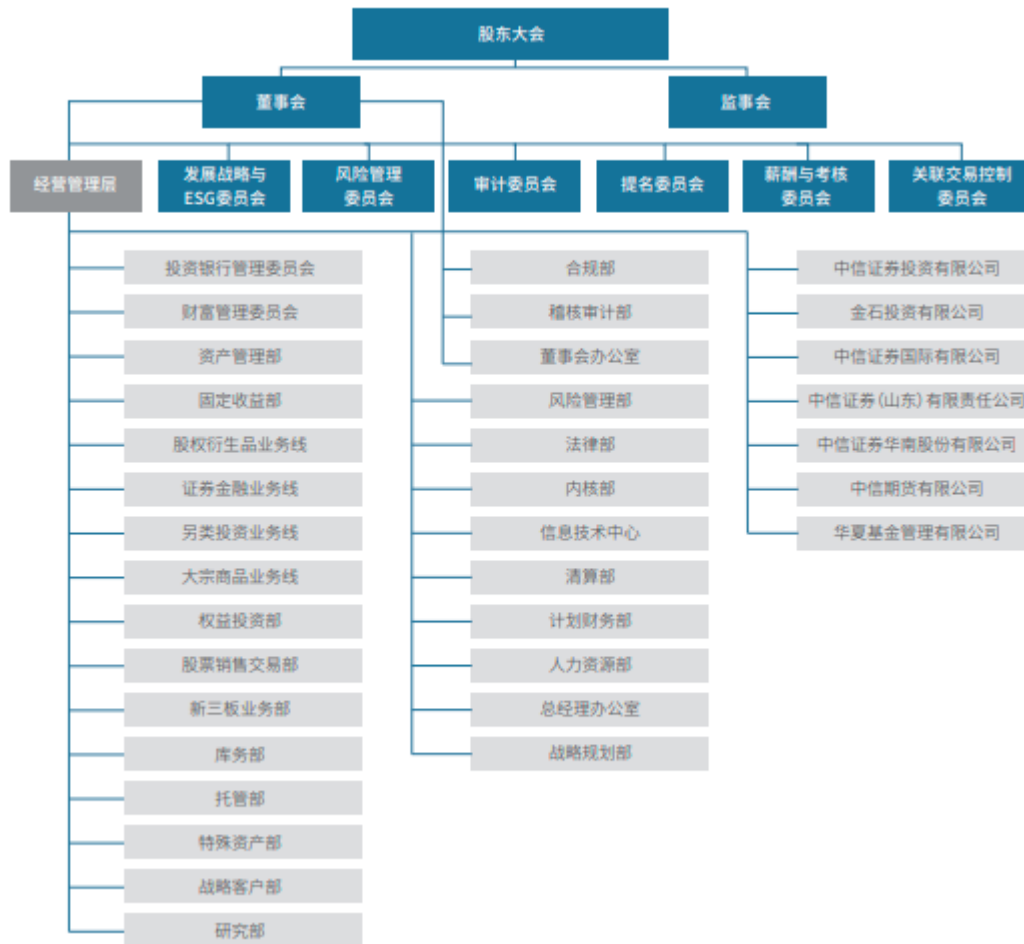 股东大会
董事会
监事会
经营管理层
发展战略与
ESG委员会
风险管理
委员会
审计委员会
提名委员会
薪酬与考核
委员会
关联交易控制
委员会
投资银行管理委员会
财富管理委员会
资产管理部
固定收益部
股权衍生品业务线
证券金融业务线
另类投资业务线
大宗商品业务线
权益投资部
股票销售交易部
新三板业务部
库务部
托管部
特殊资产部
战略客户部
研究部
合规部
稽核审计部
董事会办公室
风险管理部
法律部
内核部
信息技术中心
清算部
计划财务部
人力资源部
总经理办公室
战略规划部
中信证券投资有限公司
金石投资有限公司
中信证券国际有限公司
中信证券(山东)有限责任公司
中信证券华南股份有限公司
中信期货有限公司
华夏基金管理有限公司